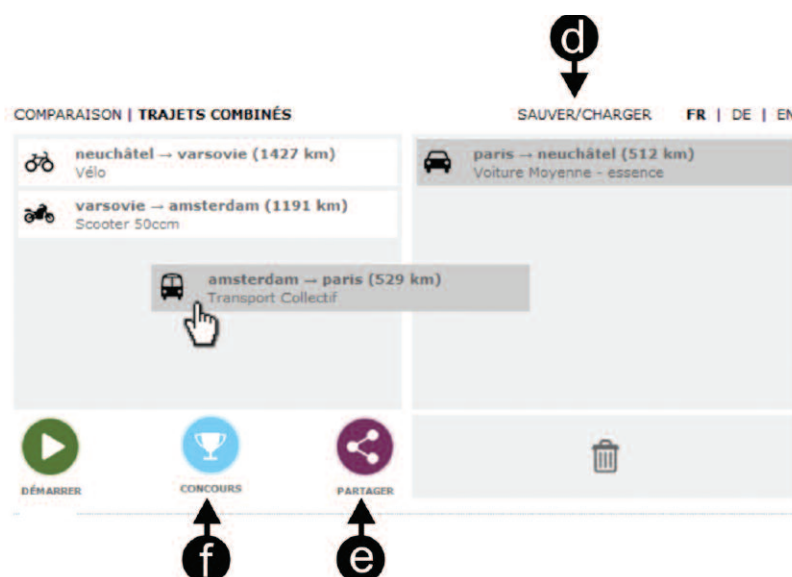 d
COMPARAISON | TRAJETS COMBINÉS
SAUVER/CHARGER FR | DE | EN
neuchâtel → varsovie (1427 km)
Vélo
varsovie → amsterdam (1191 km)
Scooter 50ccm
paris → neuchâtel (512 km)
Voiture Moyenne - essence
amsterdam → paris (529 km)
Transport Collectif
DÉMARRER
CONCOURS
PARTAGER
f
e